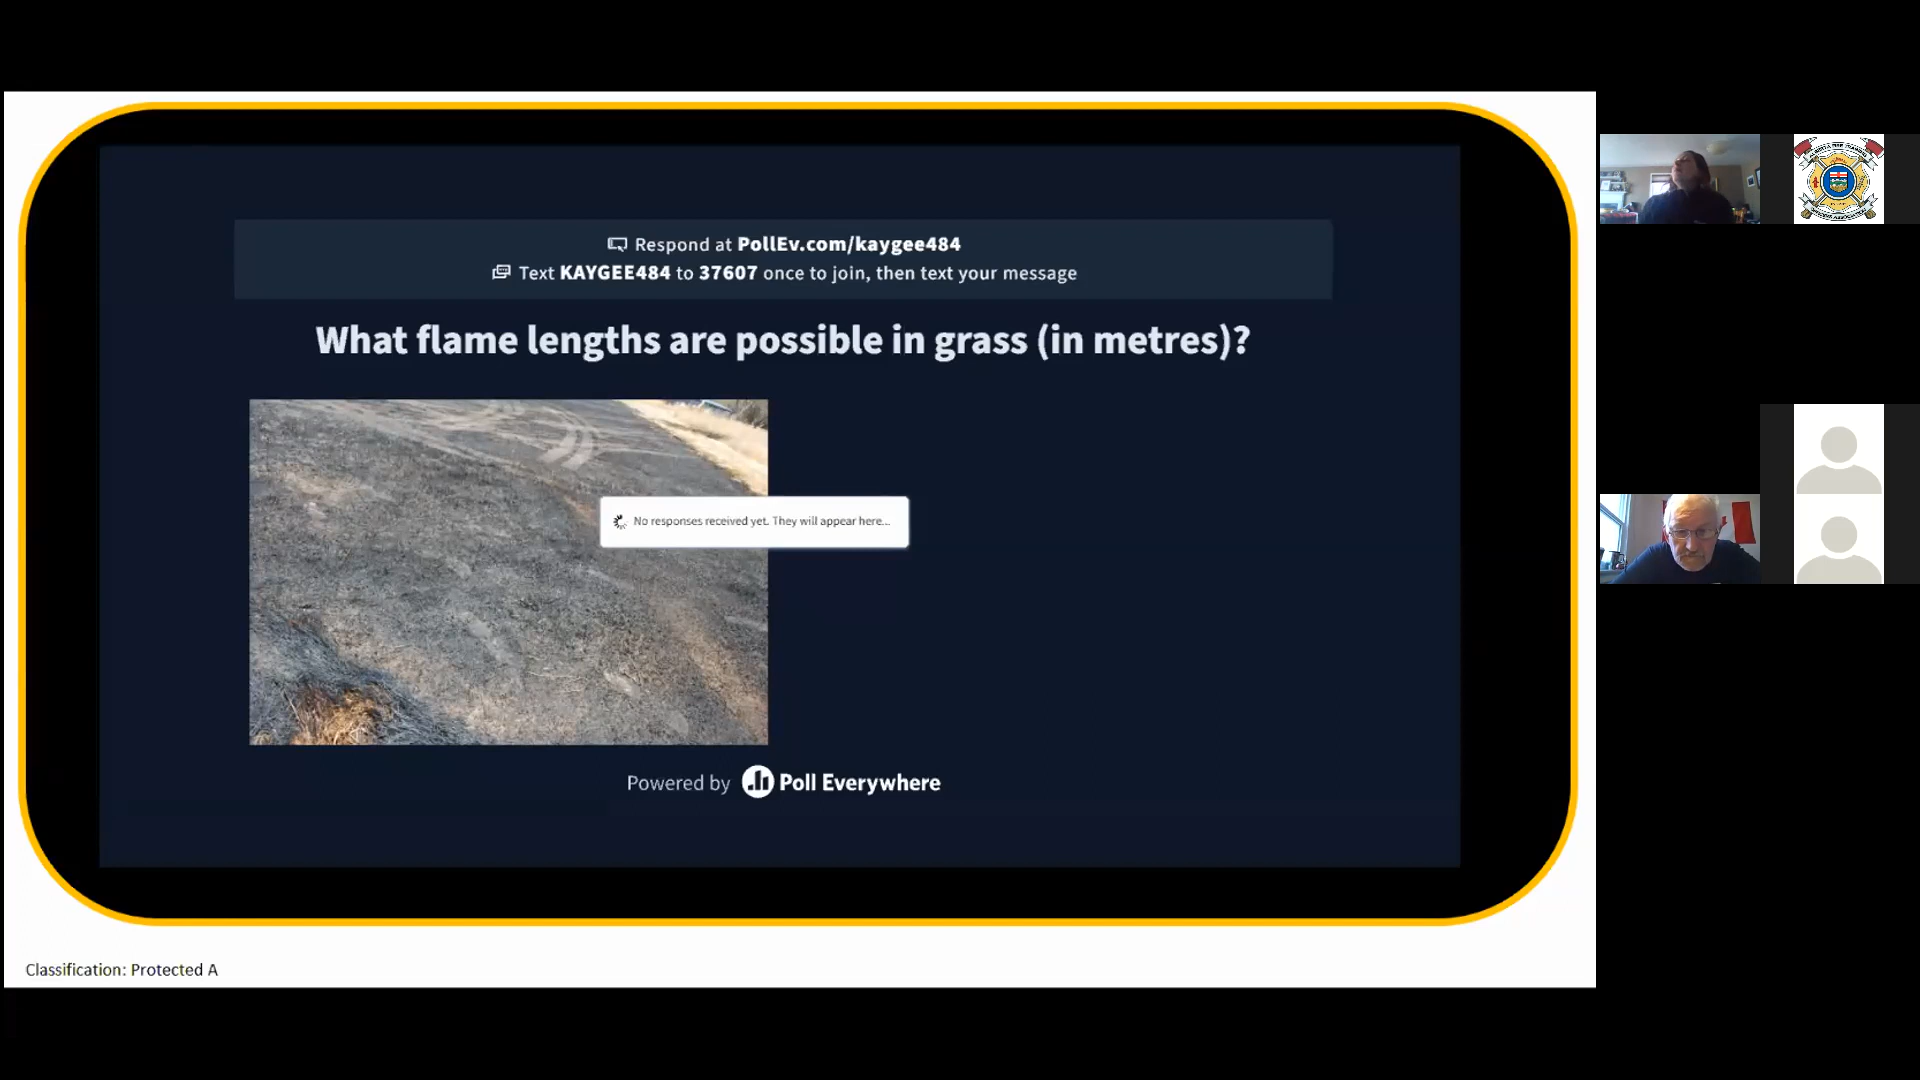 Respond at PollEv.com/kaygee484
Text KAYGEE484 to 37607 once to join, then text your message
What flame lengths are possible in grass (in metres)?
No responses received yet. They will appear here...
Powered by Poll Everywhere
Classification: Protected A